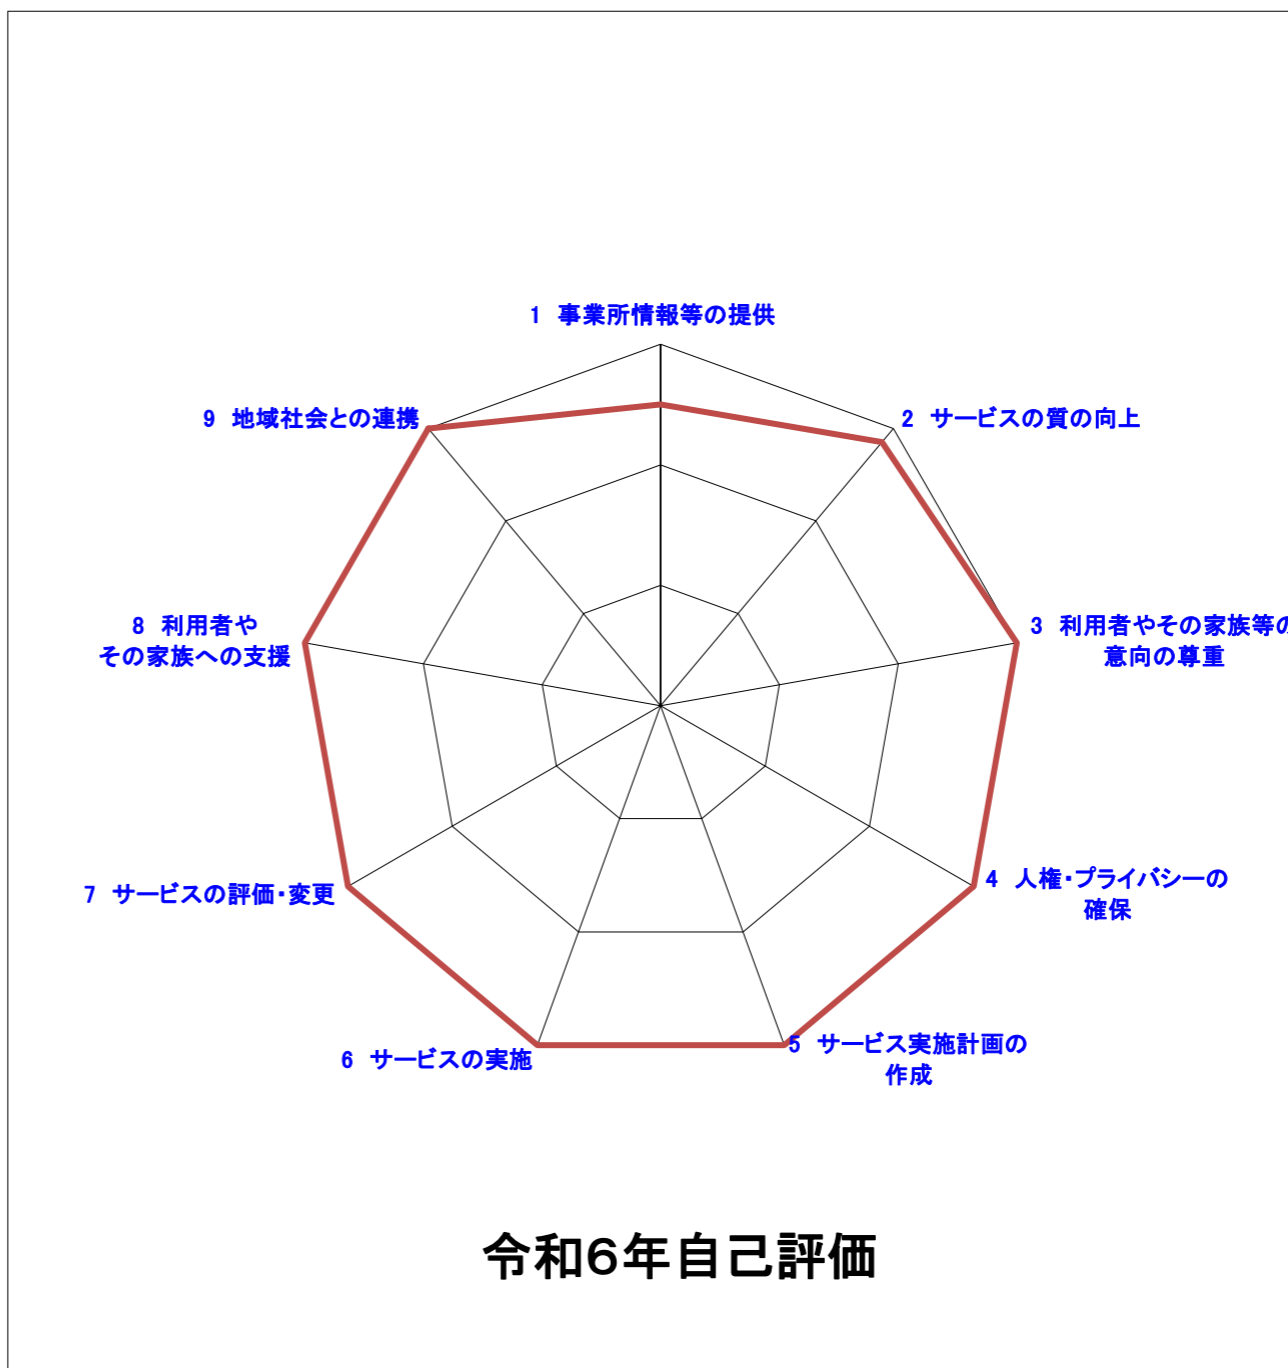 1 事業所情報等の提供
2 サービスの質の向上
3 利用者やその家族等の
意向の尊重
4 人権・プライバシーの
確保
5 サービス実施計画の
作成
6 サービスの実施
7 サービスの評価・変更
8 利用者や
その家族への支援
9 地域社会との連携
令和6年自己評価